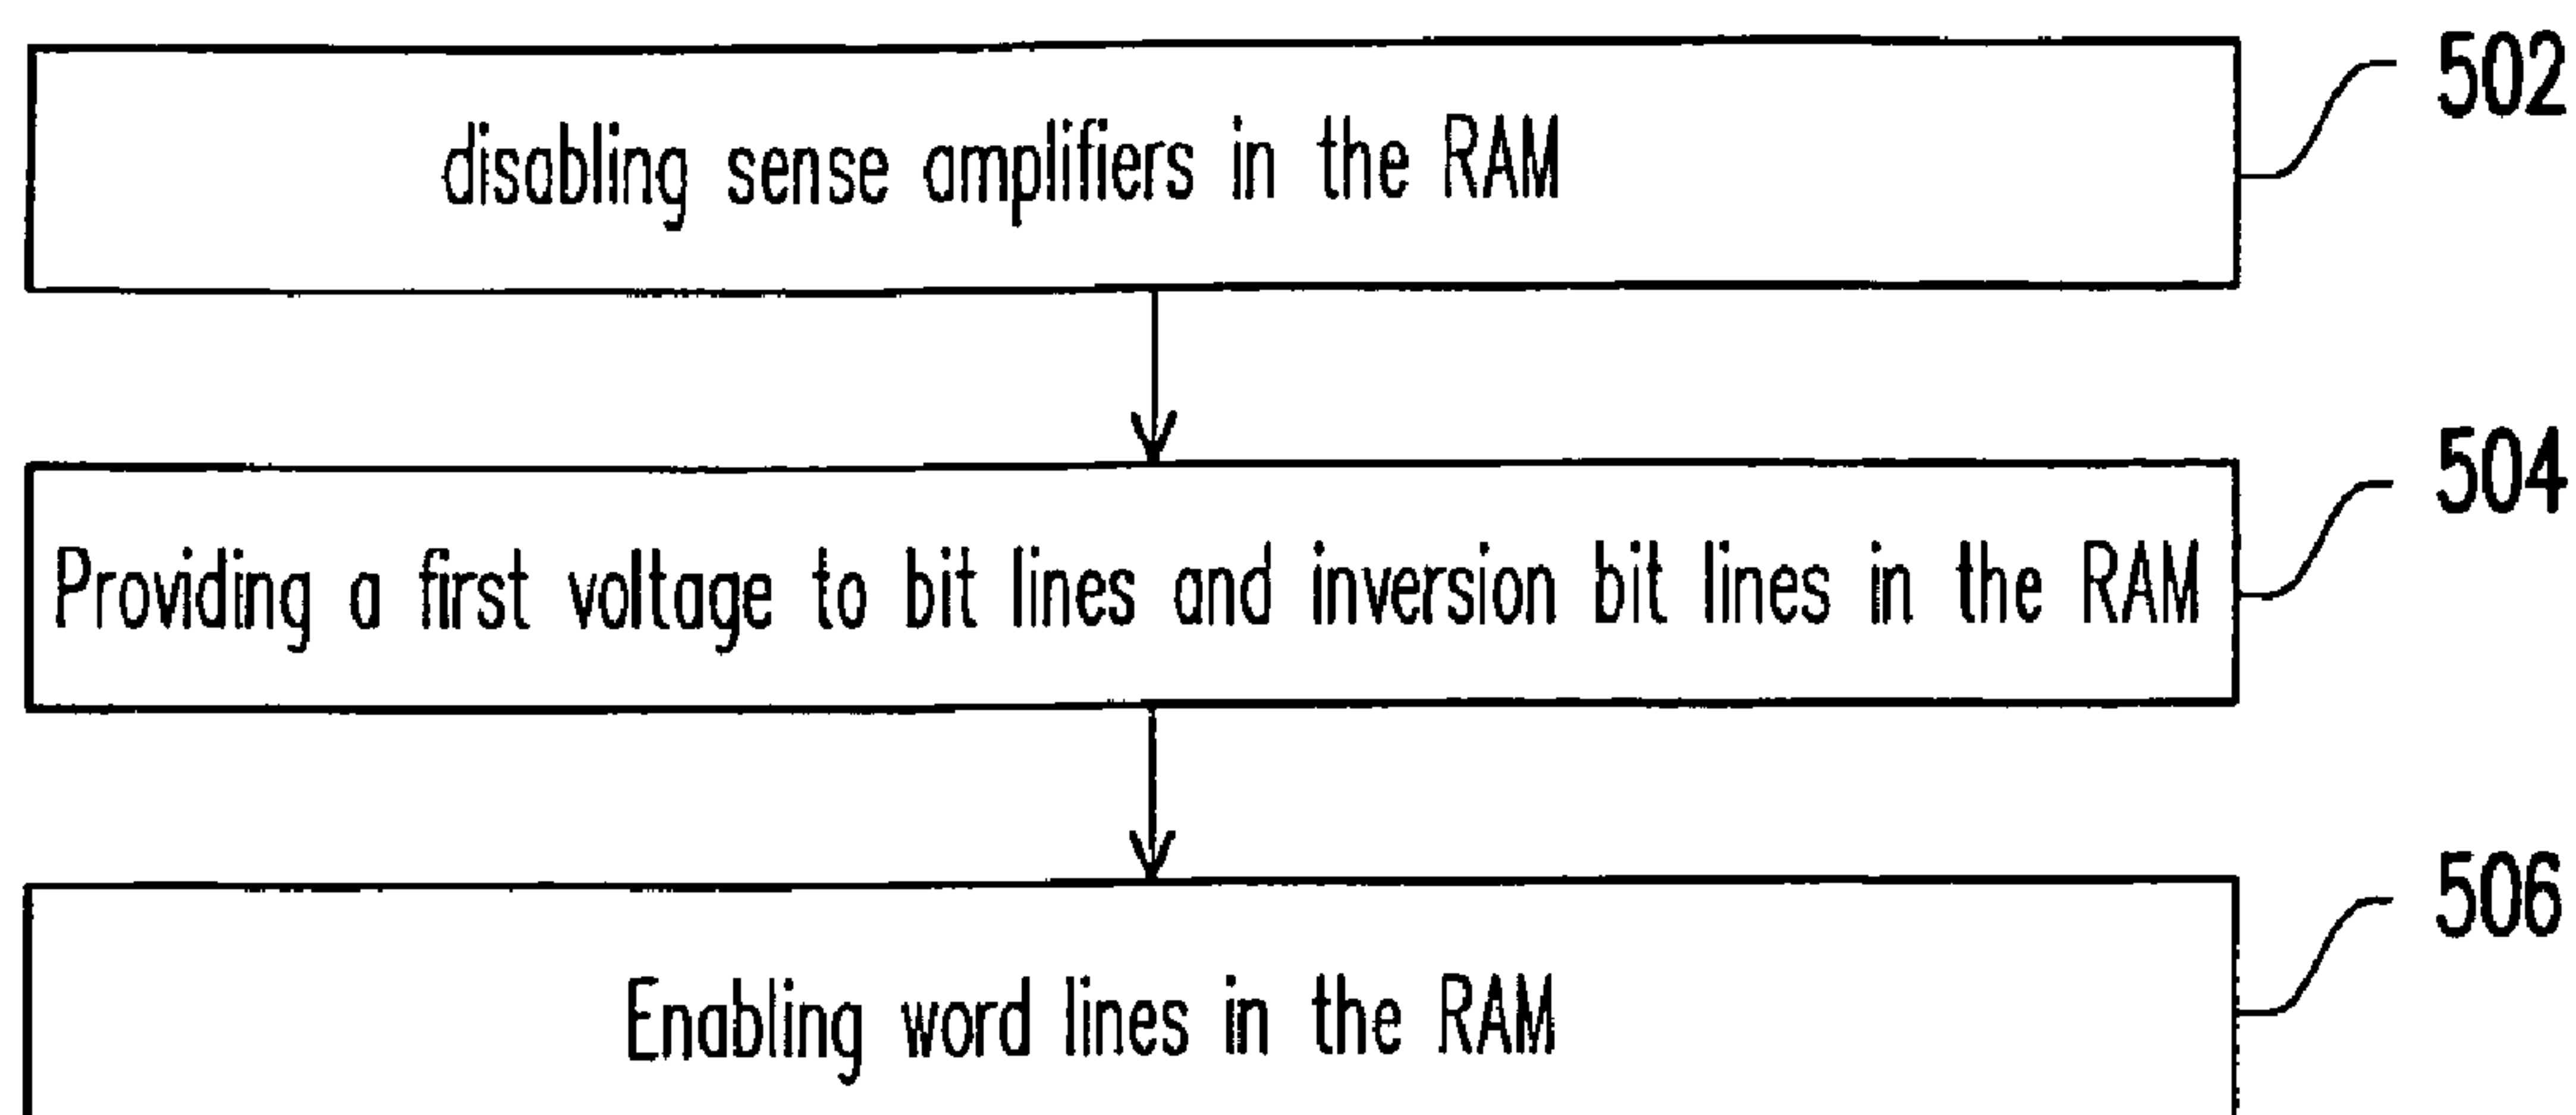 disabling sense amplifiers in the RAM
502
Providing a first voltage to bit lines and inversion bit lines in the RAM
504
Enabling word lines in the RAM
506